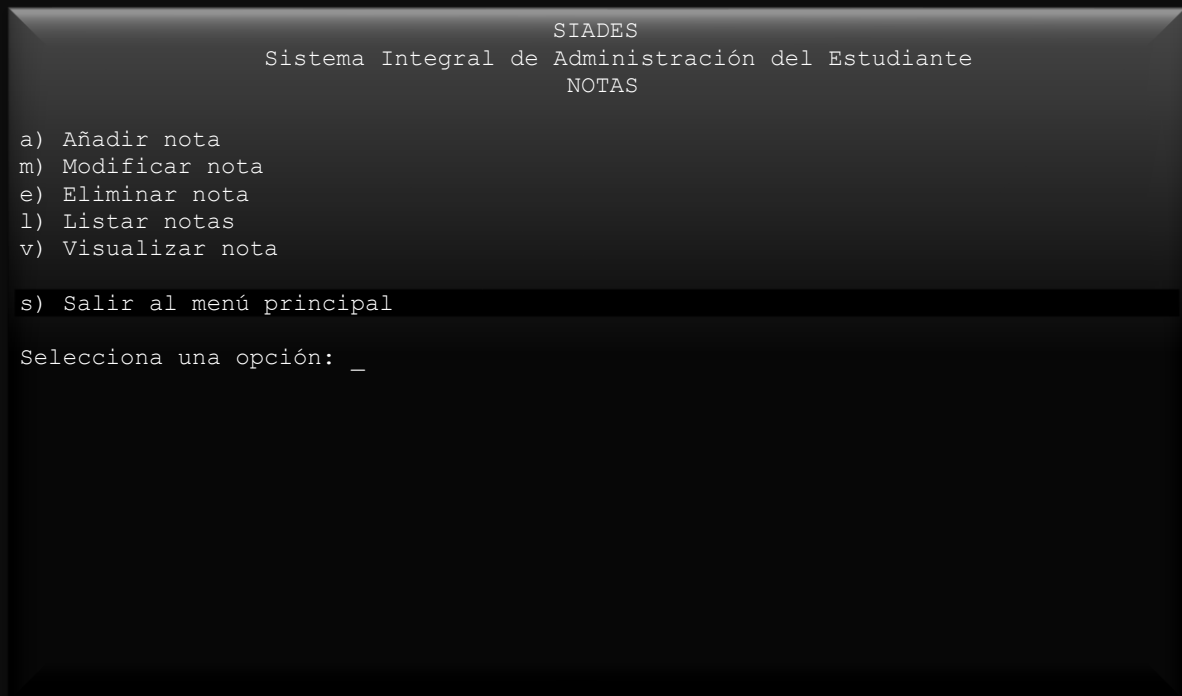 SIADES
Sistema Integral de Administración del Estudiante
NOTAS
a) Añadir nota
m) Modificar nota
e) Eliminar nota
l) Listar notas
v) Visualizar nota
s) Salir al menú principal
Selecciona una opción: _